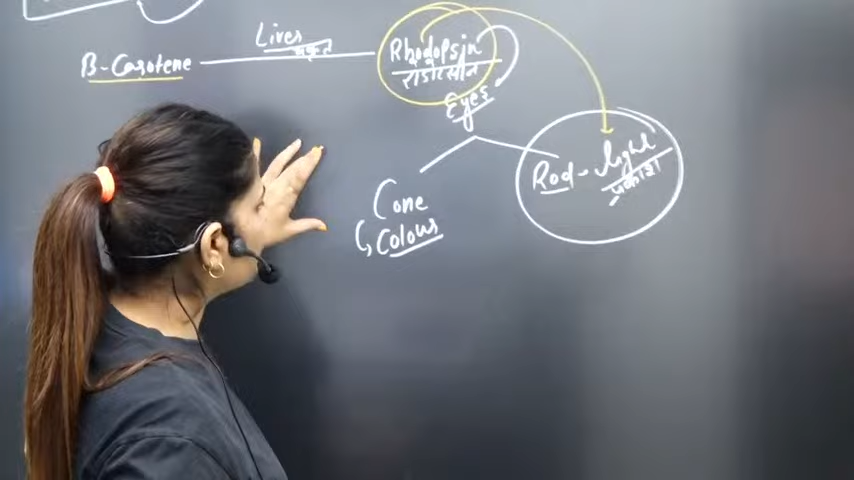 Liver
यकृत
B-Carotene
Rhodopsin
रोडोप्सीन
Eyes
Cone
Colour
Rod - light
प्रकाश